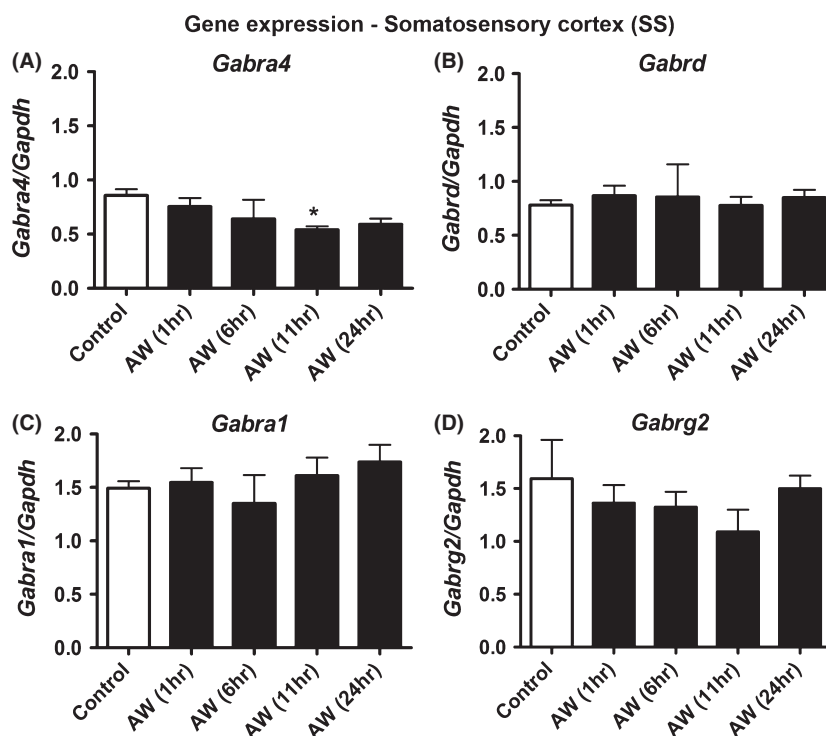 Gene expression - Somatosensory cortex (SS)
(A)
Gabra4
Gabra4/Gapdh
2.0
1.5
1.0
0.5
0.0
*
Control
AW (1hr)
AW (6hr)
AW (11hr)
AW (24hr)
(B)
Gabrd
Gabrd/Gapdh
2.0
1.5
1.0
0.5
0.0
Control
AW (1hr)
AW (6hr)
AW (11hr)
AW (24hr)
(C)
Gabra1
Gabra1/Gapdh
2.0
1.5
1.0
0.5
0.0
Control
AW (1hr)
AW (6hr)
AW (11hr)
AW (24hr)
(D)
Gabrg2
Gabrg2/Gapdh
2.0
1.5
1.0
0.5
0.0
Control
AW (1hr)
AW (6hr)
AW (11hr)
AW (24hr)